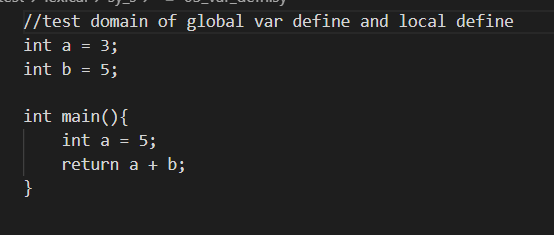 //test domain of global var define and local define
int a = 3;
int b = 5;
int main(){
    int a = 5;
    return a + b;
}